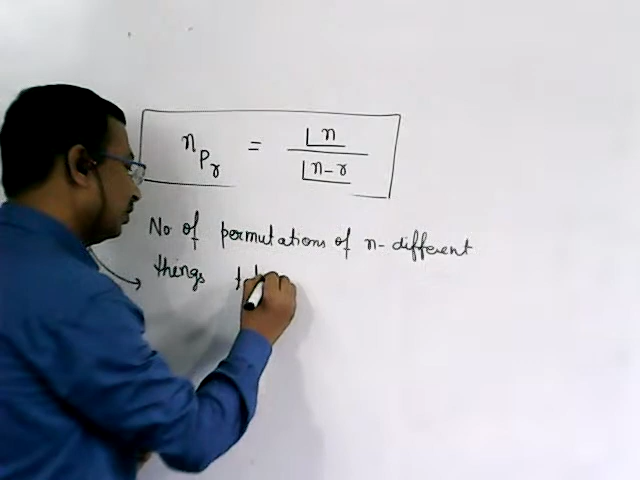 nPr = ⌊n / ⌊n-r
No of permutations of n-different
things